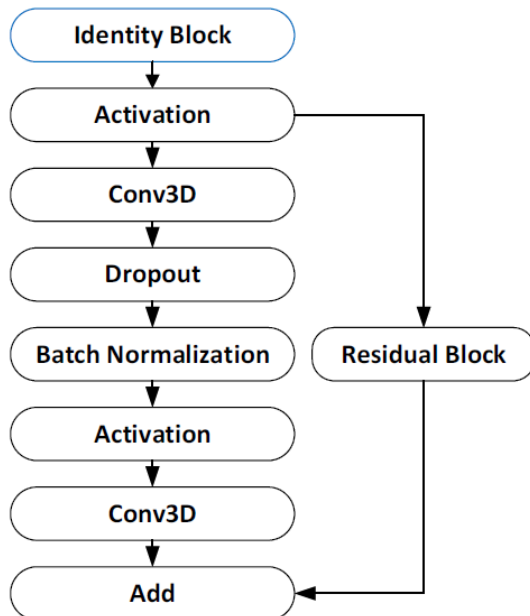 Identity Block
Activation
Conv3D
Dropout
Batch Normalization
Residual Block
Activation
Conv3D
Add